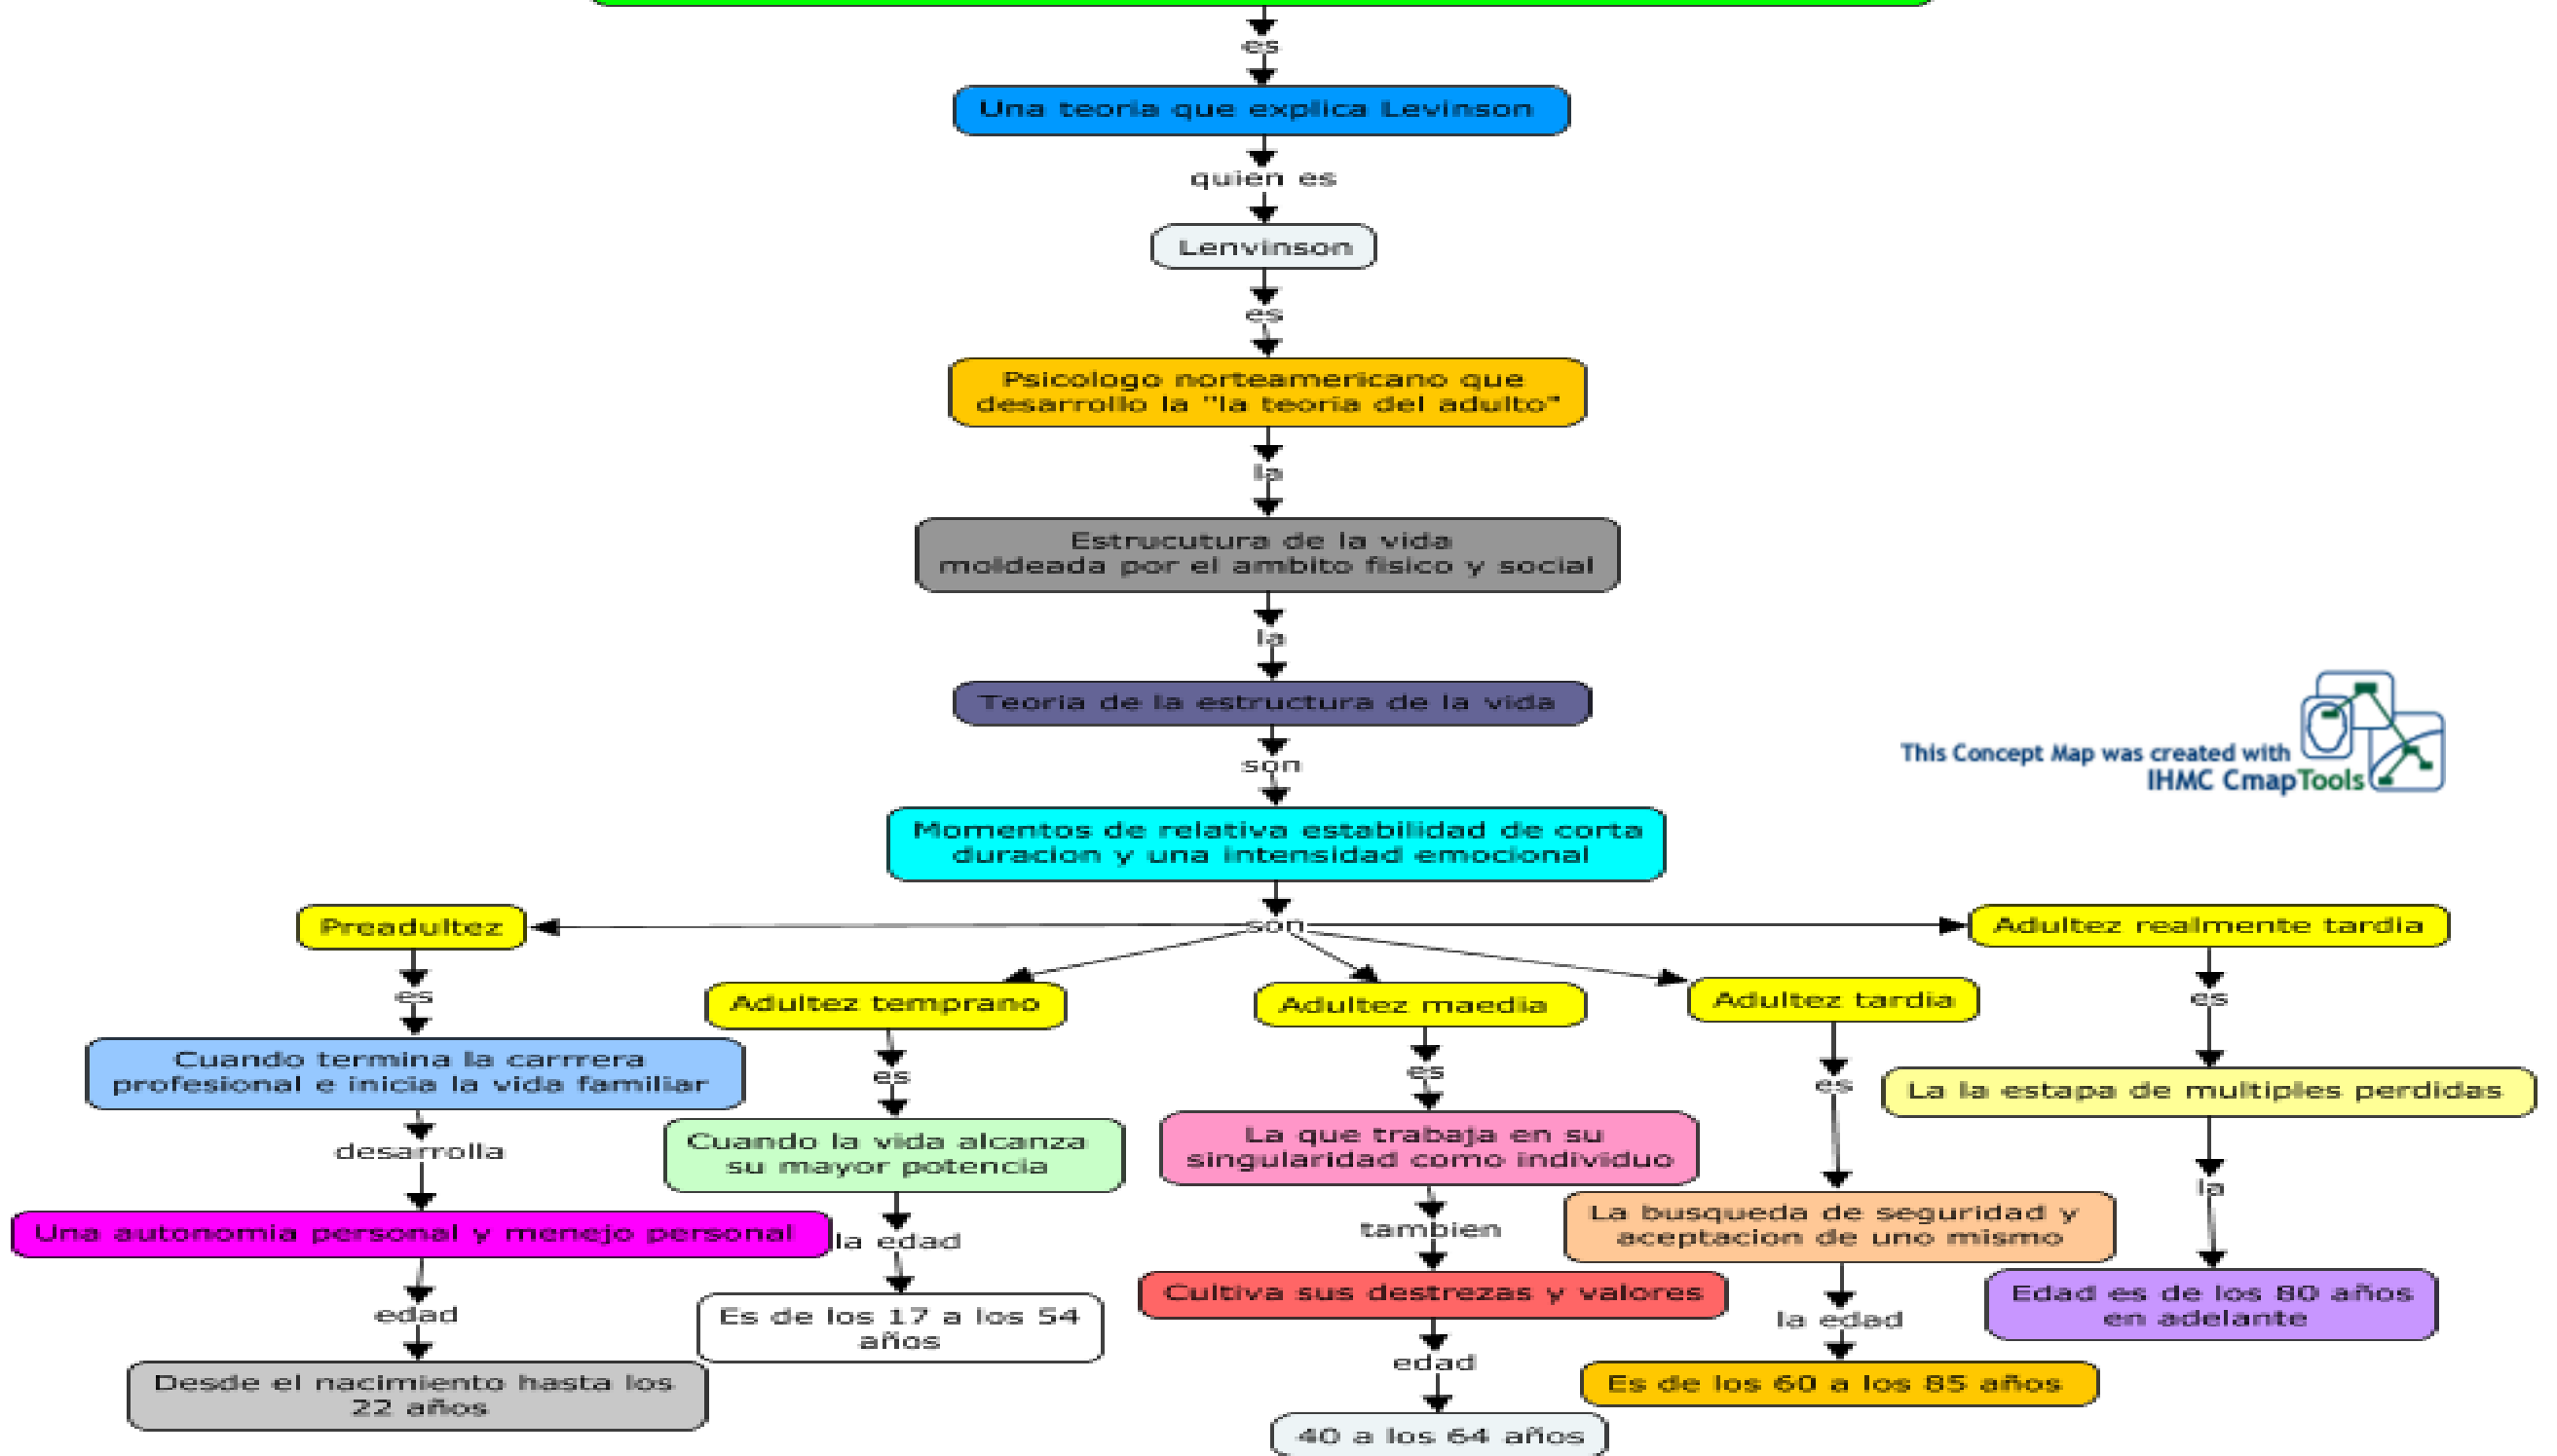 es
Una teoria que explica Levinson
quien es
Lenvinson
es
Psicologo norteamericano que
desarrollo la "la teoria del adulto"
la
Estrucutura de la vida
moldeada por el ambito fisico y social
la
Teoria de la estructura de la vida
son
This Concept Map was created with
IHMC CmapTools
Momentos de relativa estabilidad de corta
duracion y una intensidad emocional
son
Preadultez
es
Cuando termina la carrrera
profesional e inicia la vida familiar
desarrolla
Una autonomia personal y menejo personal
edad
Desde el nacimiento hasta los
22 años
Adultez temprano
es
Cuando la vida alcanza
su mayor potencia
la edad
Es de los 17 a los 54
años
Adultez maedia
es
La que trabaja en su
singularidad como individuo
tambien
Cultiva sus destrezas y valores
edad
40 a los 64 años
Adultez tardia
es
La busqueda de seguridad y
aceptacion de uno mismo
la edad
Es de los 60 a los 85 años
Adultez realmente tardia
es
La la estapa de multiples perdidas
la
Edad es de los 80 años
en adelante